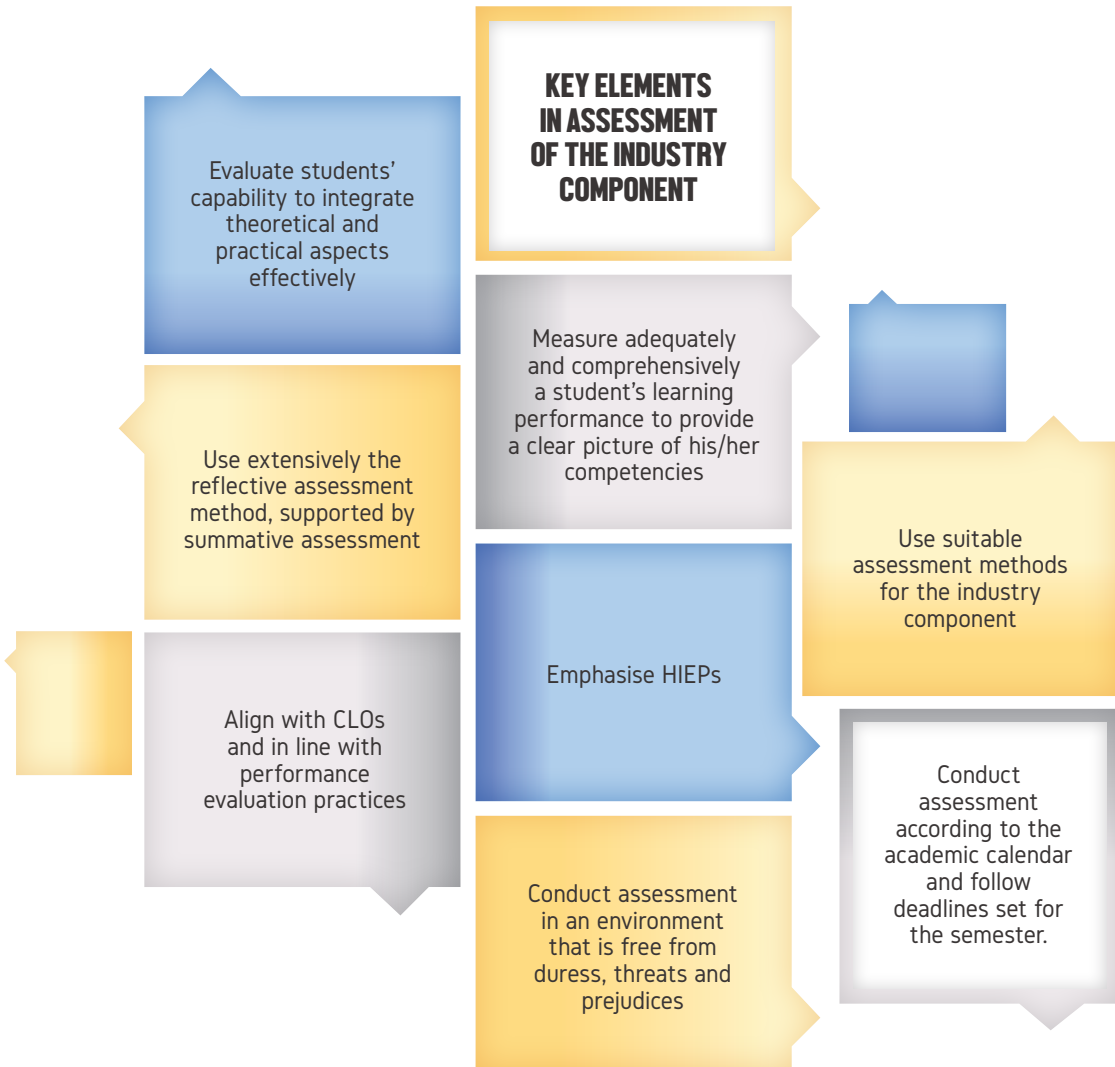 KEY ELEMENTS
IN ASSESSMENT
OF THE INDUSTRY
COMPONENT
Evaluate students’
capability to integrate
theoretical and
practical aspects
effectively
Measure adequately
and comprehensively
a student’s learning
performance to provide
a clear picture of his/her
competencies
Use extensively the
reflective assessment
method, supported by
summative assessment
Use suitable
assessment methods
for the industry
component
Emphasise HIEPs
Align with CLOs
and in line with
performance
evaluation practices
Conduct
assessment
according to the
academic calendar
and follow
deadlines set for
the semester.
Conduct assessment
in an environment
that is free from
duress, threats and
prejudices